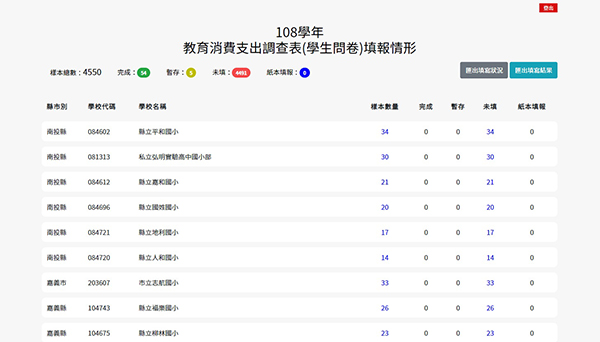 登出
108學年
教育消費支出調查表(學生問卷)填報情形
樣本總數：4550 完成：54 暫存：5 未填：4491 紙本填報：0 匯出填寫狀況 匯出填寫結果
縣市別 學校代碼 學校名稱 樣本數量 完成 暫存 未填 紙本填報
南投縣 084602 縣立平和國小 34 0 0 34 0
南投縣 081313 私立弘明實驗高中國小部 30 0 0 30 0
南投縣 084612 縣立嘉和國小 21 0 0 21 0
南投縣 084696 縣立國姓國小 20 0 0 20 0
南投縣 084721 縣立地利國小 17 0 0 17 0
南投縣 084720 縣立人和國小 14 0 0 14 0
嘉義市 203607 市立志航國小 33 0 0 33 0
嘉義縣 104743 縣立福樂國小 26 0 0 26 0
嘉義縣 104675 縣立柳林國小 23 0 0 23 0